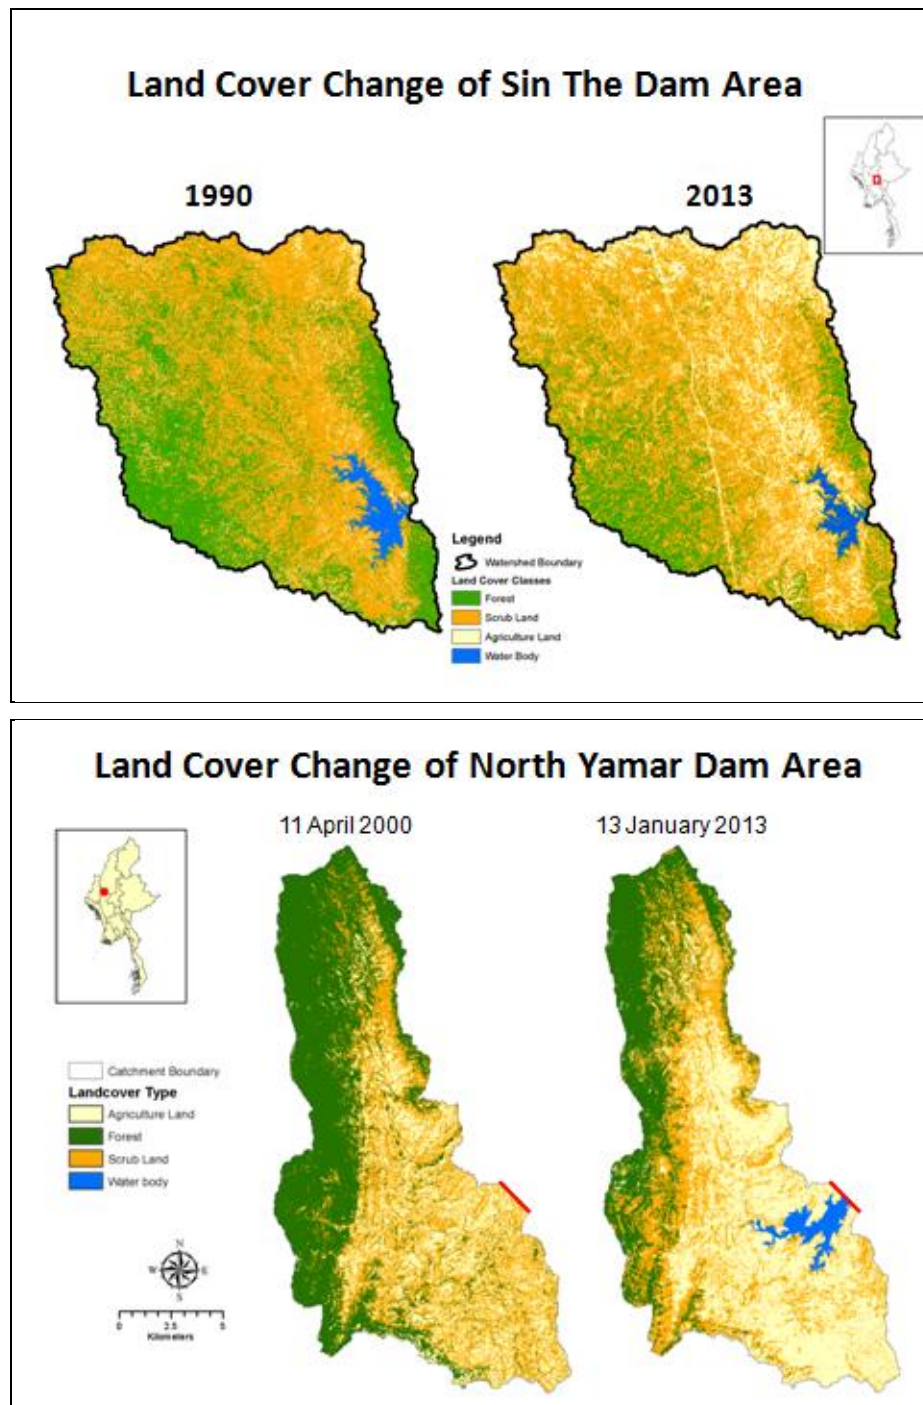 Land Cover Change of Sin The Dam Area
1990
2013
Legend
Watershed Boundary
Land Cover Classes
Forest
Scrub Land
Agriculture Land
Water Body
Land Cover Change of North Yamar Dam Area
11 April 2000
13 January 2013
Catchment Boundary
Landcover Type
Agriculture Land
Forest
Scrub Land
Water body
N
W
E
S
0 2.5 5
Kilometers